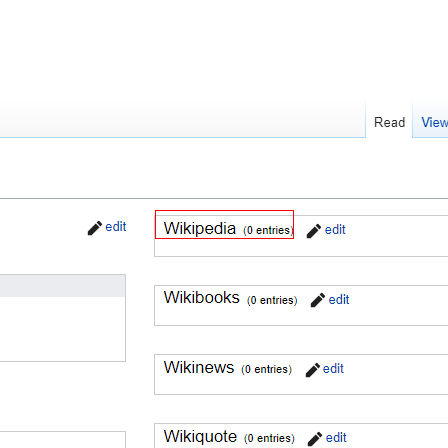 Read View
edit
Wikipedia (0 entries) edit
Wikibooks (0 entries) edit
Wikinews (0 entries) edit
Wikiquote (0 entries) edit